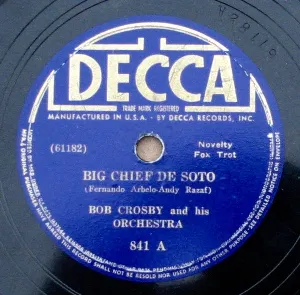 DECCA
TRADE MARK REGISTERED
MANUFACTURED IN U.S.A. - BY DECCA RECORDS, INC.
(61182)
Novelty
Fox Trot
BIG CHIEF DE SOTO
(Fernando Arbelo-Andy Razaf)
BOB CROSBY and his
ORCHESTRA
841 A